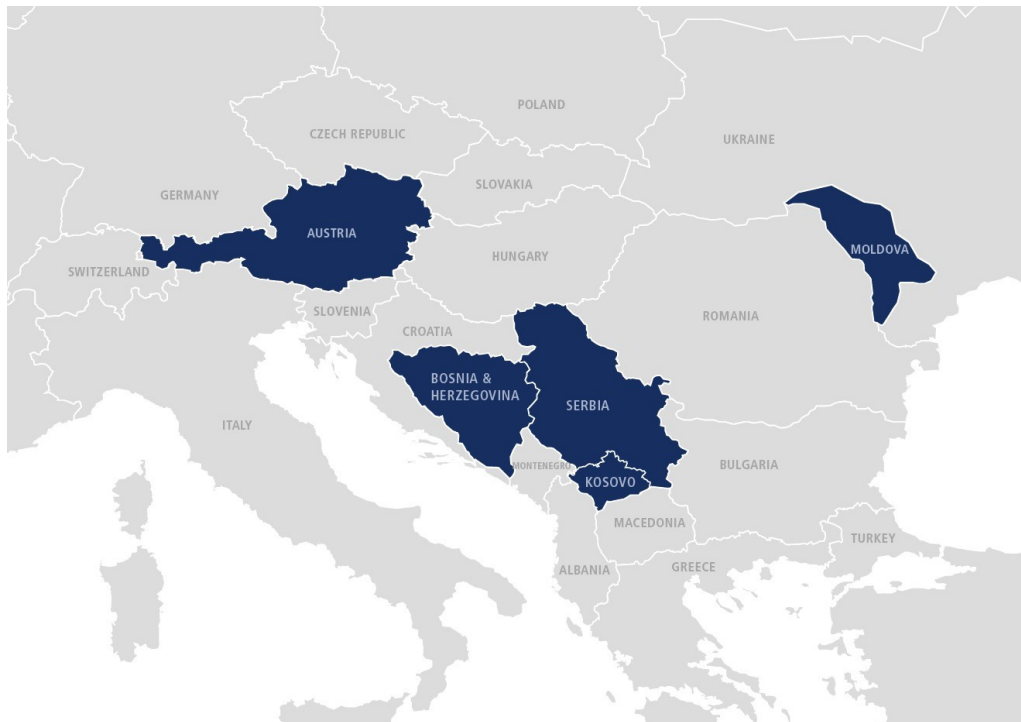 POLAND
CZECH REPUBLIC
UKRAINE
SLOVAKIA
GERMANY
AUSTRIA
MOLDOVA
HUNGARY
SWITZERLAND
SLOVENIA
ROMANIA
CROATIA
BOSNIA &
HERZEGOVINA
SERBIA
ITALY
BULGARIA
MONTENEGRO
KOSOVO
MACEDONIA
TURKEY
ALBANIA
GREECE